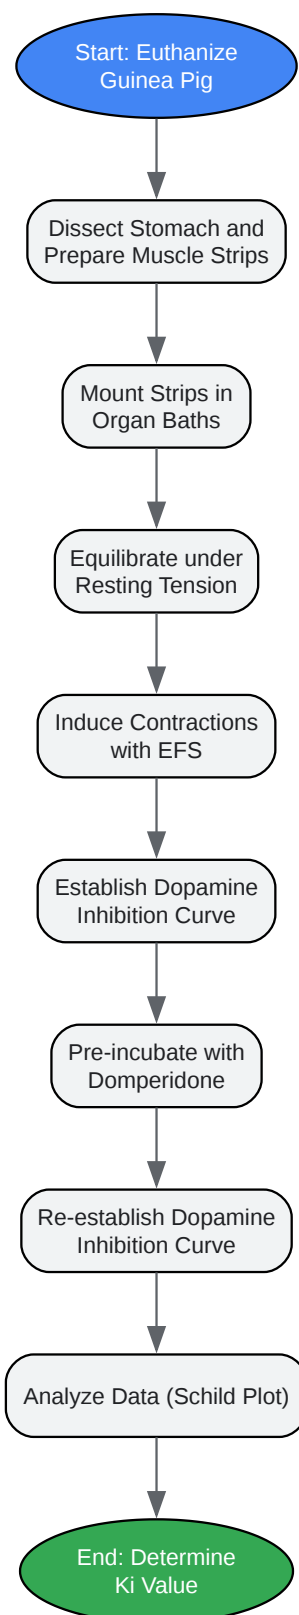 Start: Euthanize
Guinea Pig
Dissect Stomach and
Prepare Muscle Strips
Mount Strips in
Organ Baths
Equilibrate under
Resting Tension
Induce Contractions
with EFS
Establish Dopamine
Inhibition Curve
Pre-incubate with
Domperidone
Re-establish Dopamine
Inhibition Curve
Analyze Data (Schild Plot)
End: Determine
Ki Value